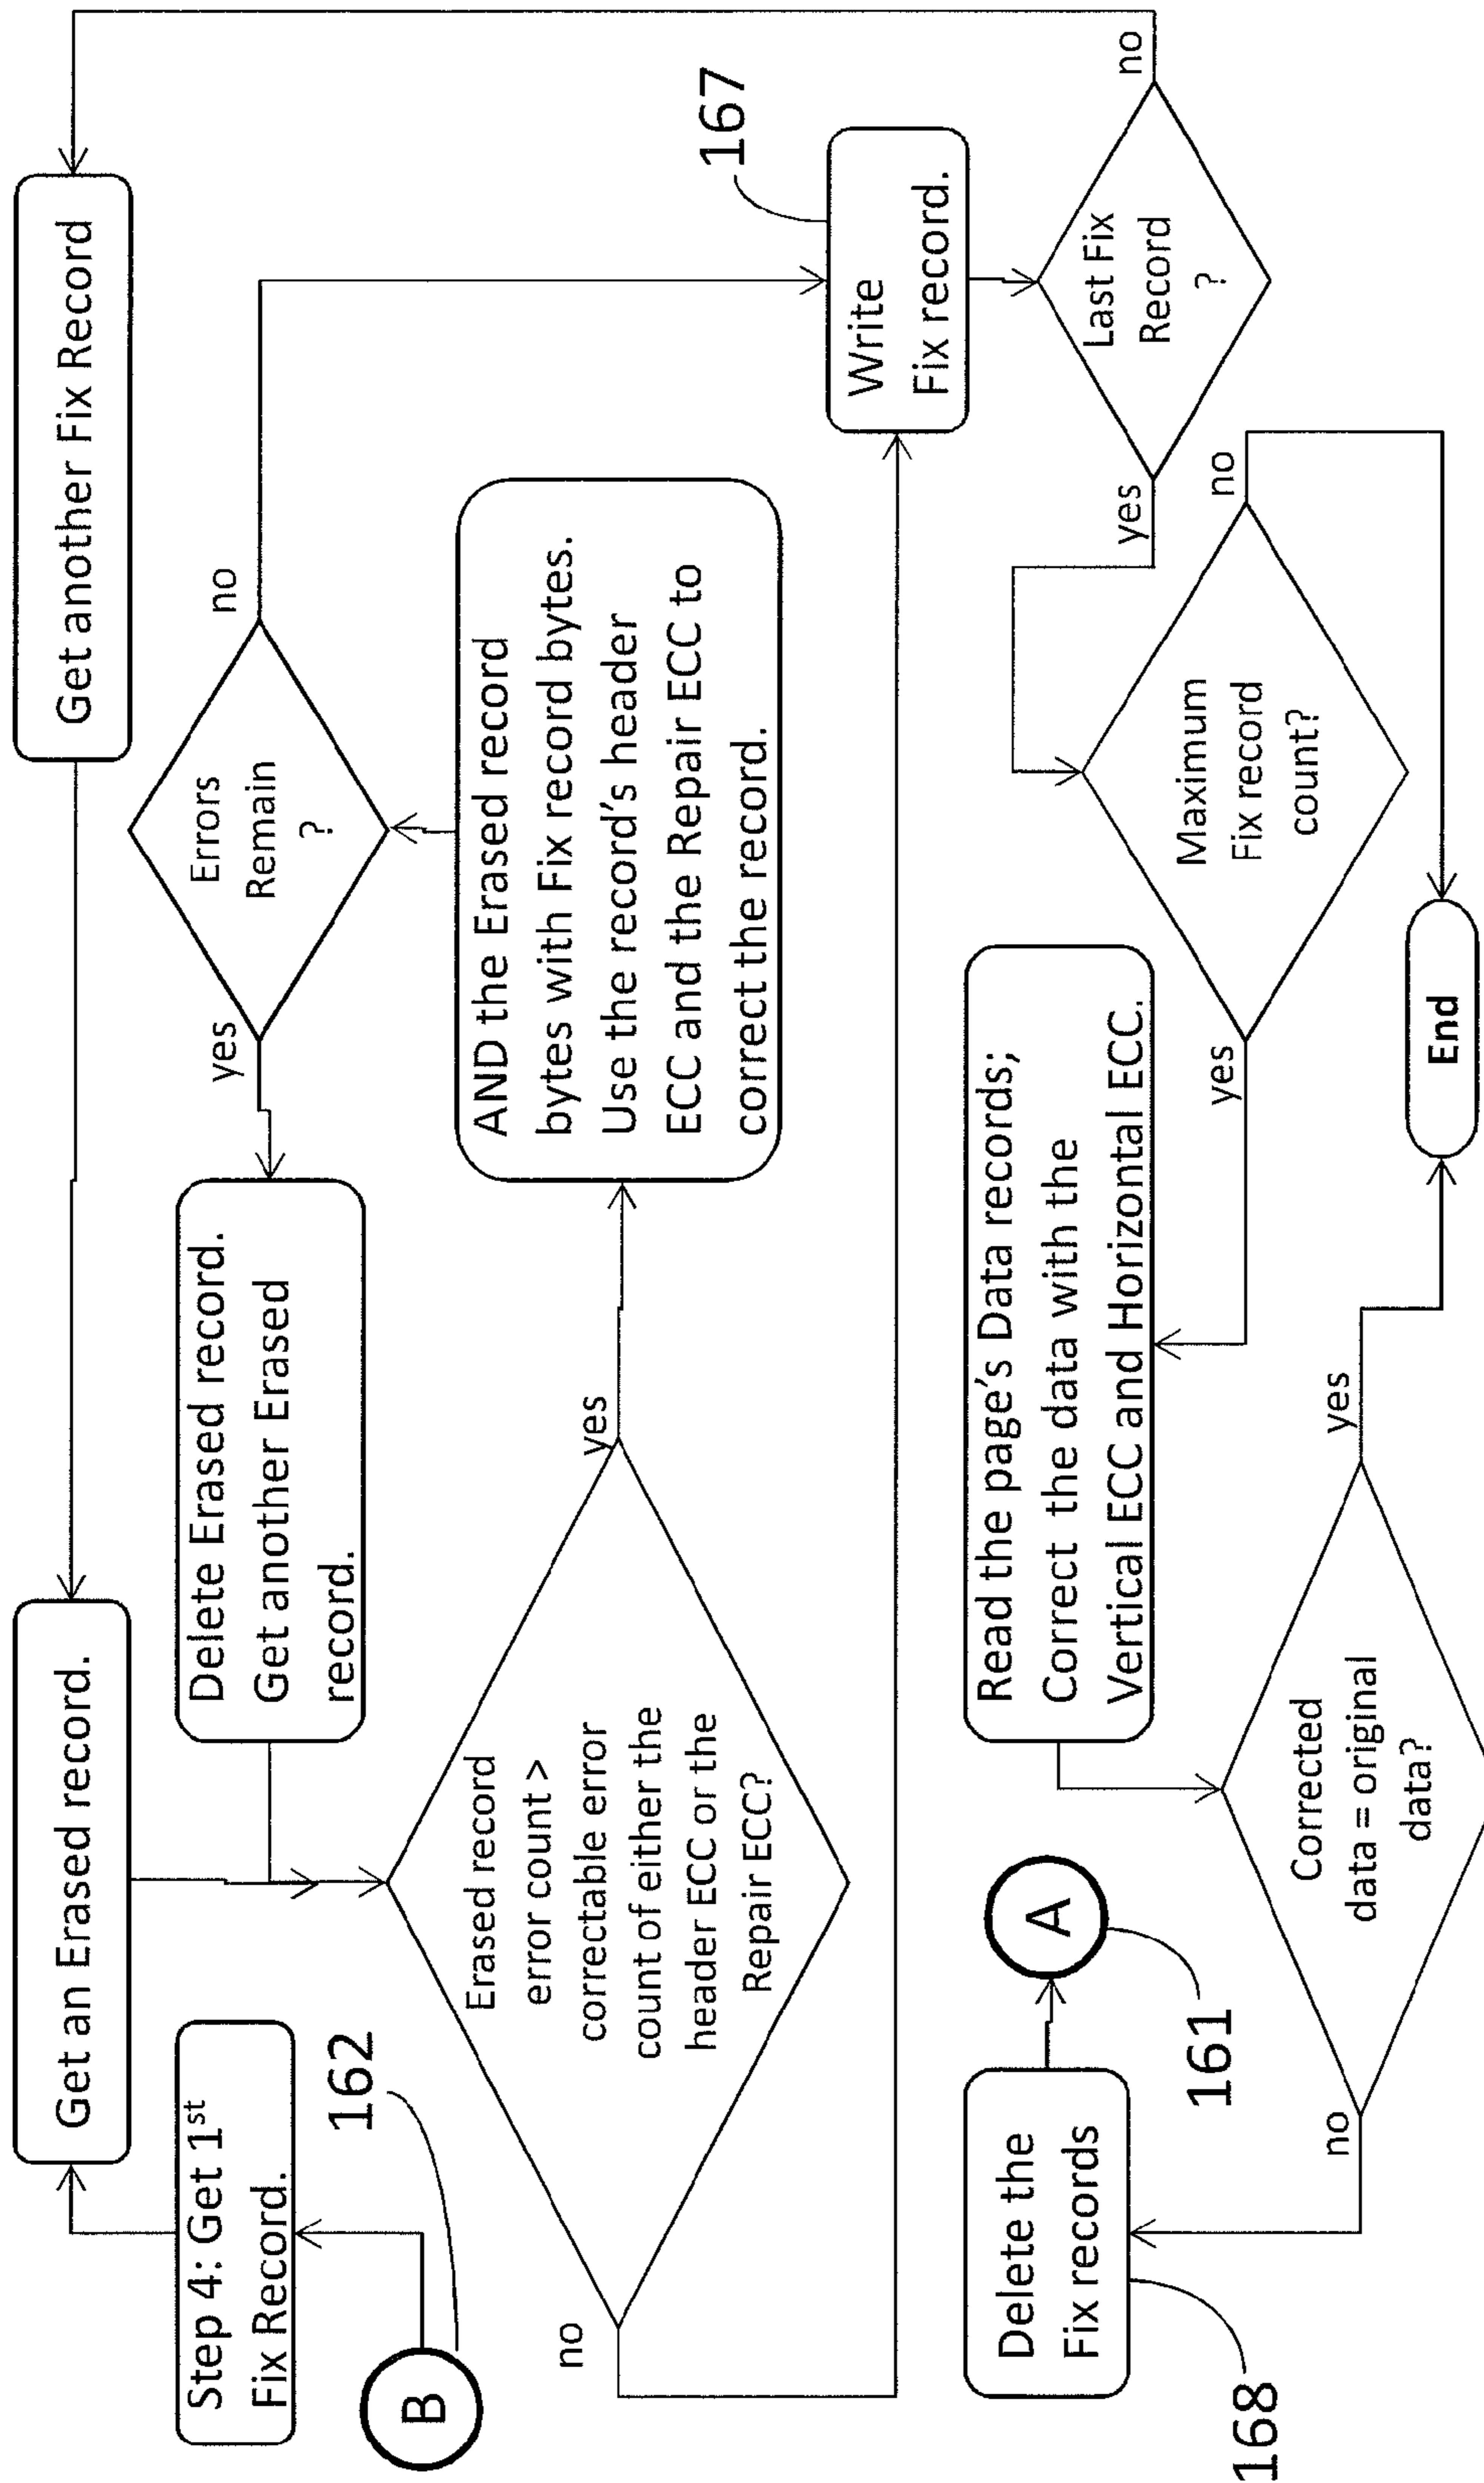 Step 4: Get 1st
Fix Record.
B
162
Get an Erased record.
Get another Fix Record
Delete Erased record.
Get another Erased
record.
Errors
Remain
?
yes
no
Erased record
error count >
correctable error
count of either the
header ECC or the
Repair ECC?
no
yes
AND the Erased record
bytes with Fix record bytes.
Use the record's header
ECC and the Repair ECC to
correct the record.
Write
Fix record.
167
Last Fix
Record
?
yes
no
Maximum
Fix record
count?
yes
no
Read the page's Data records;
Correct the data with the
Vertical ECC and Horizontal ECC.
Corrected
data = original
data?
no
yes
Delete the
Fix records
168
A
161
End